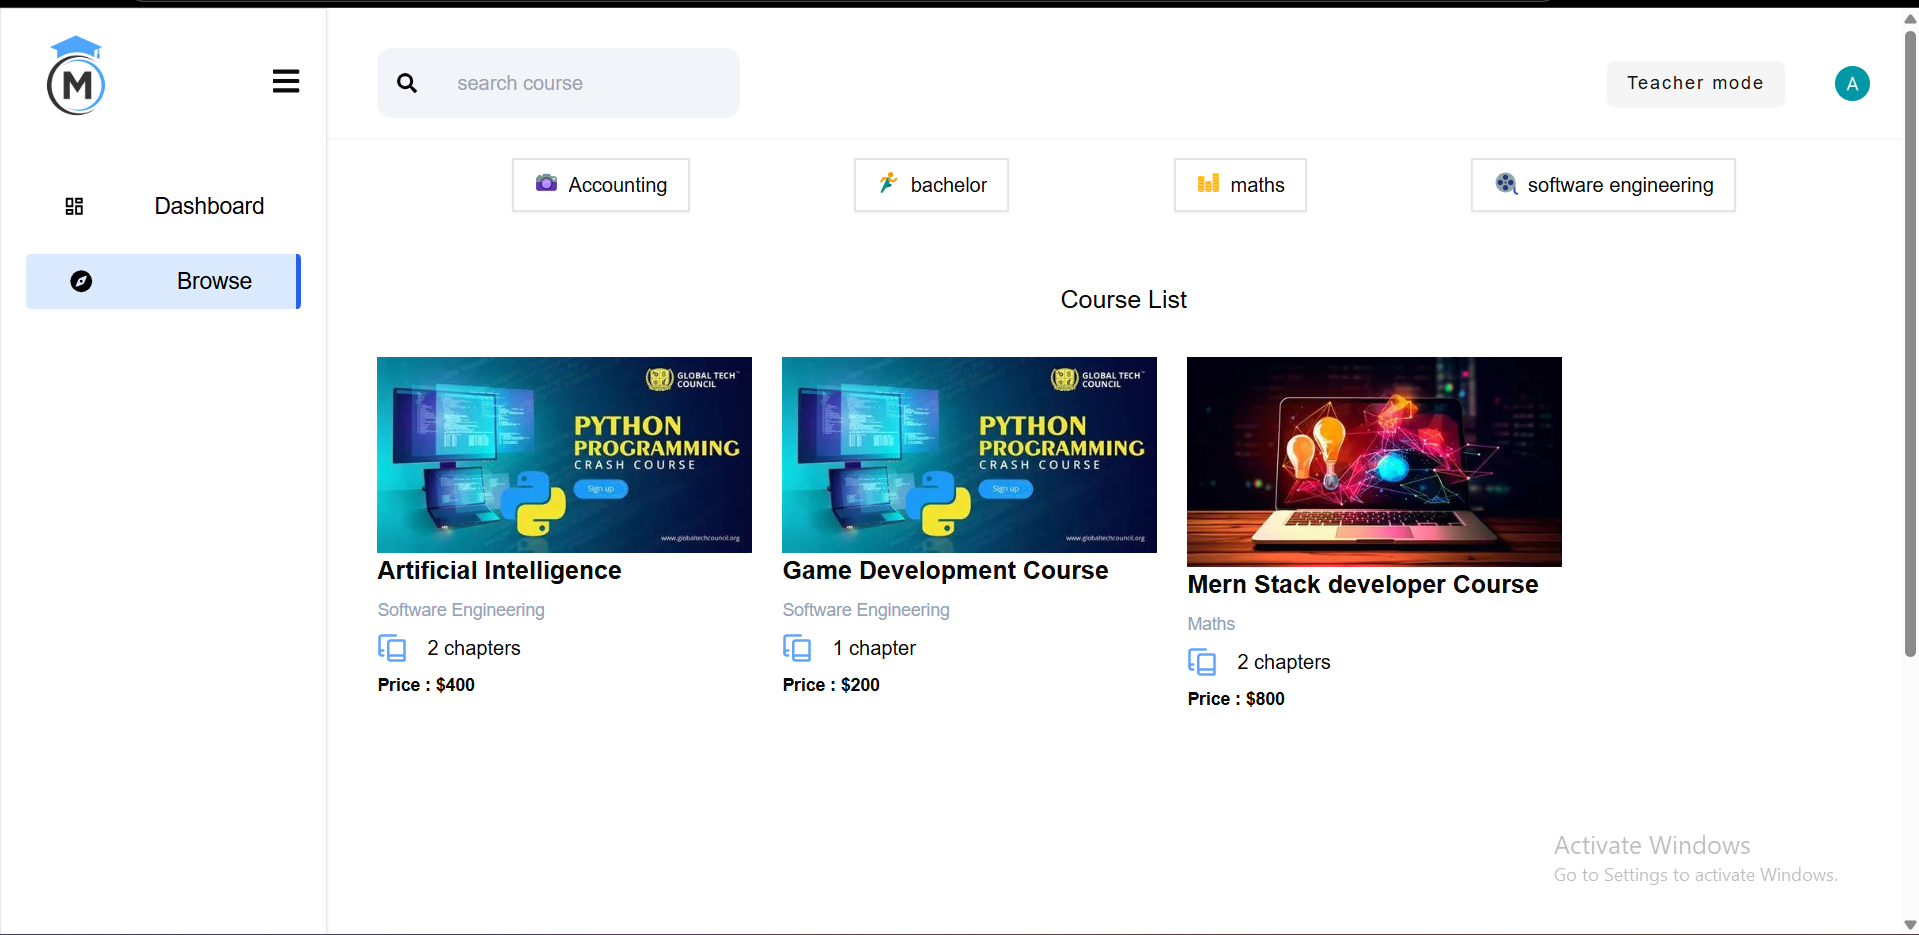 M
search course
Teacher mode
A
Dashboard
Browse
Accounting
bachelor
maths
software engineering
Course List
GLOBAL TECH
COUNCIL
PYTHON
PROGRAMMING
CRASH COURSE
Sign up
www.globaltechcouncil.org
Artificial Intelligence
Software Engineering
2 chapters
Price : $400
GLOBAL TECH
COUNCIL
PYTHON
PROGRAMMING
CRASH COURSE
Sign up
www.globaltechcouncil.org
Game Development Course
Software Engineering
1 chapter
Price : $200
Mern Stack developer Course
Maths
2 chapters
Price : $800
Activate Windows
Go to Settings to activate Windows.